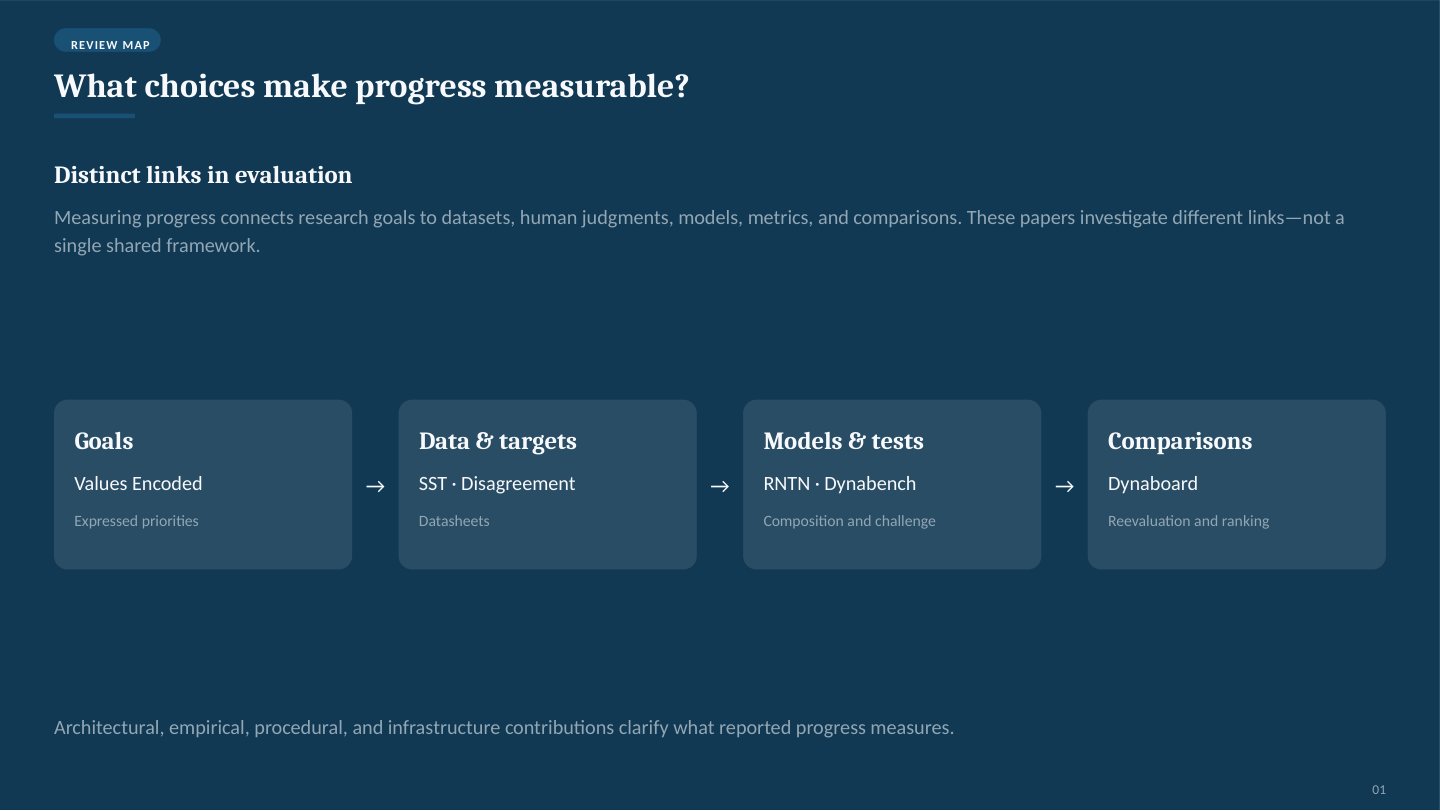 REVIEW MAP
What choices make progress measurable?
Distinct links in evaluation
Measuring progress connects research goals to datasets, human judgments, models, metrics, and comparisons. These papers investigate different links—not a
single shared framework.
Goals
Values Encoded
Expressed priorities
→
Data & targets
SST · Disagreement
Datasheets
→
Models & tests
RNTN · Dynabench
Composition and challenge
→
Comparisons
Dynaboard
Reevaluation and ranking
Architectural, empirical, procedural, and infrastructure contributions clarify what reported progress measures.
01